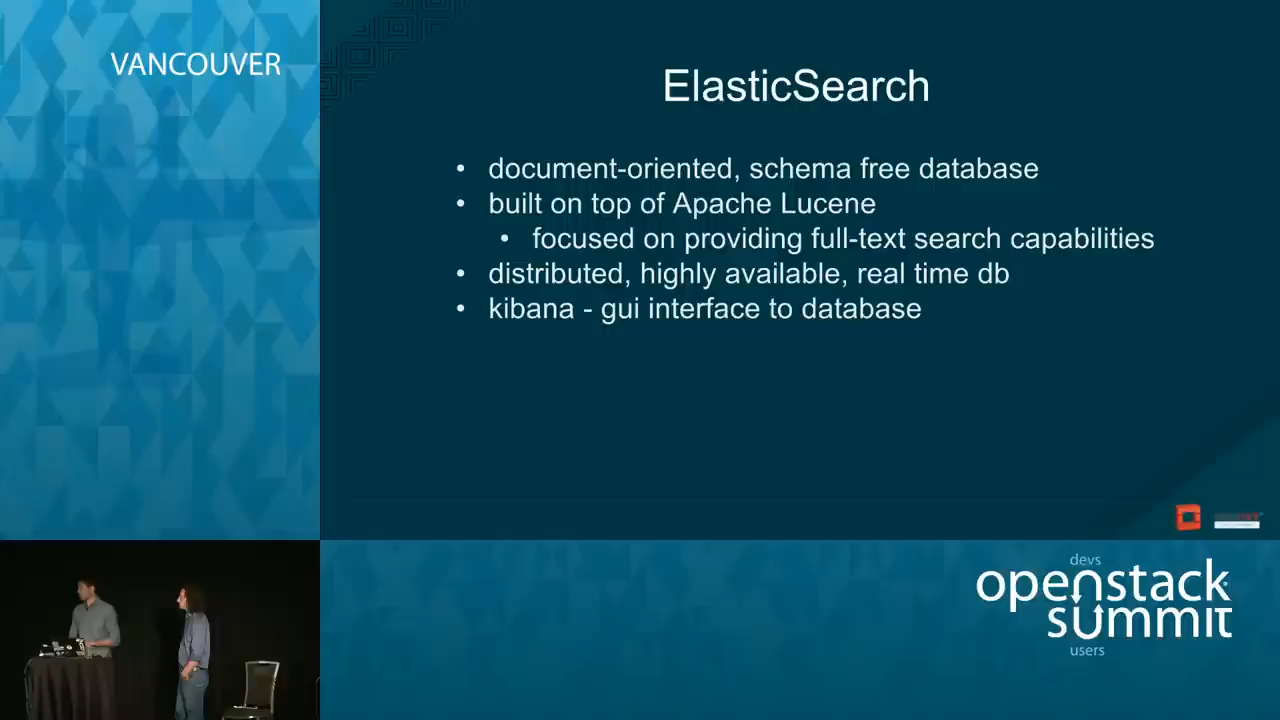 VANCOUVER
ElasticSearch
• document-oriented, schema free database
• built on top of Apache Lucene
• focused on providing full-text search capabilities
• distributed, highly available, real time db
• kibana - gui interface to database
devs
openstack
summit
users